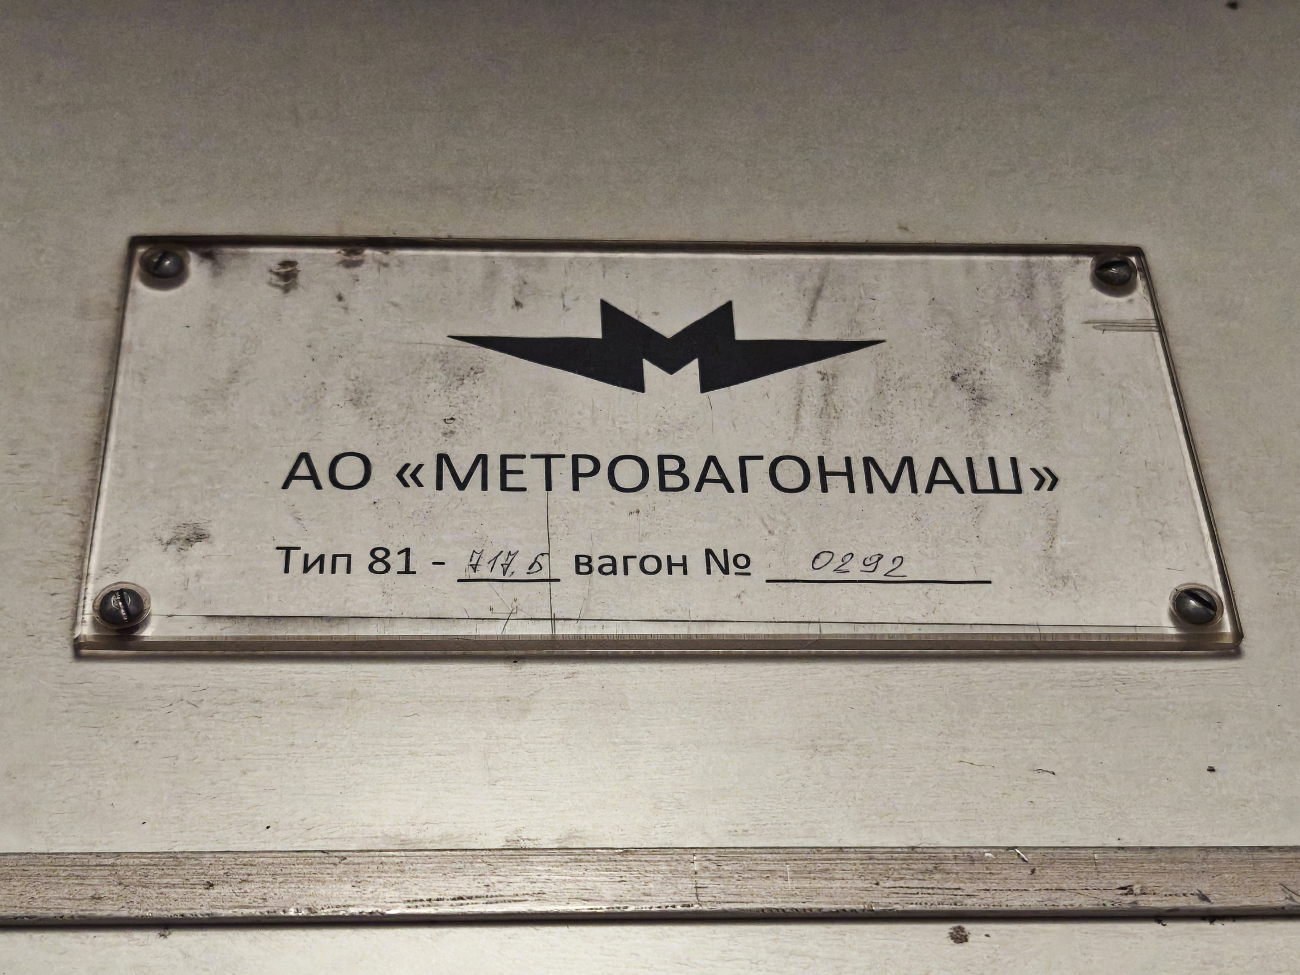 АО «МЕТРОВАГОНМАШ»
Тип 81 - 717,5 вагон № 0292